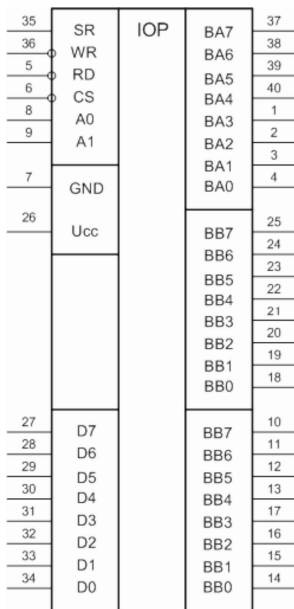 35 SR IOP BA7 37
36 WR BA6 38
5 RD BA5 39
6 CS BA4 40
8 A0 BA3 1
9 A1 BA2 2
BA1 3
7 GND BA0 4
26 Ucc BB7 25
BB6 24
BB5 23
BB4 22
BB3 21
BB2 20
BB1 19
BB0 18
27 D7 BB7 10
28 D6 BB6 11
29 D5 BB5 12
30 D4 BB4 13
31 D3 BB3 17
32 D2 BB2 16
33 D1 BB1 15
34 D0 BB0 14